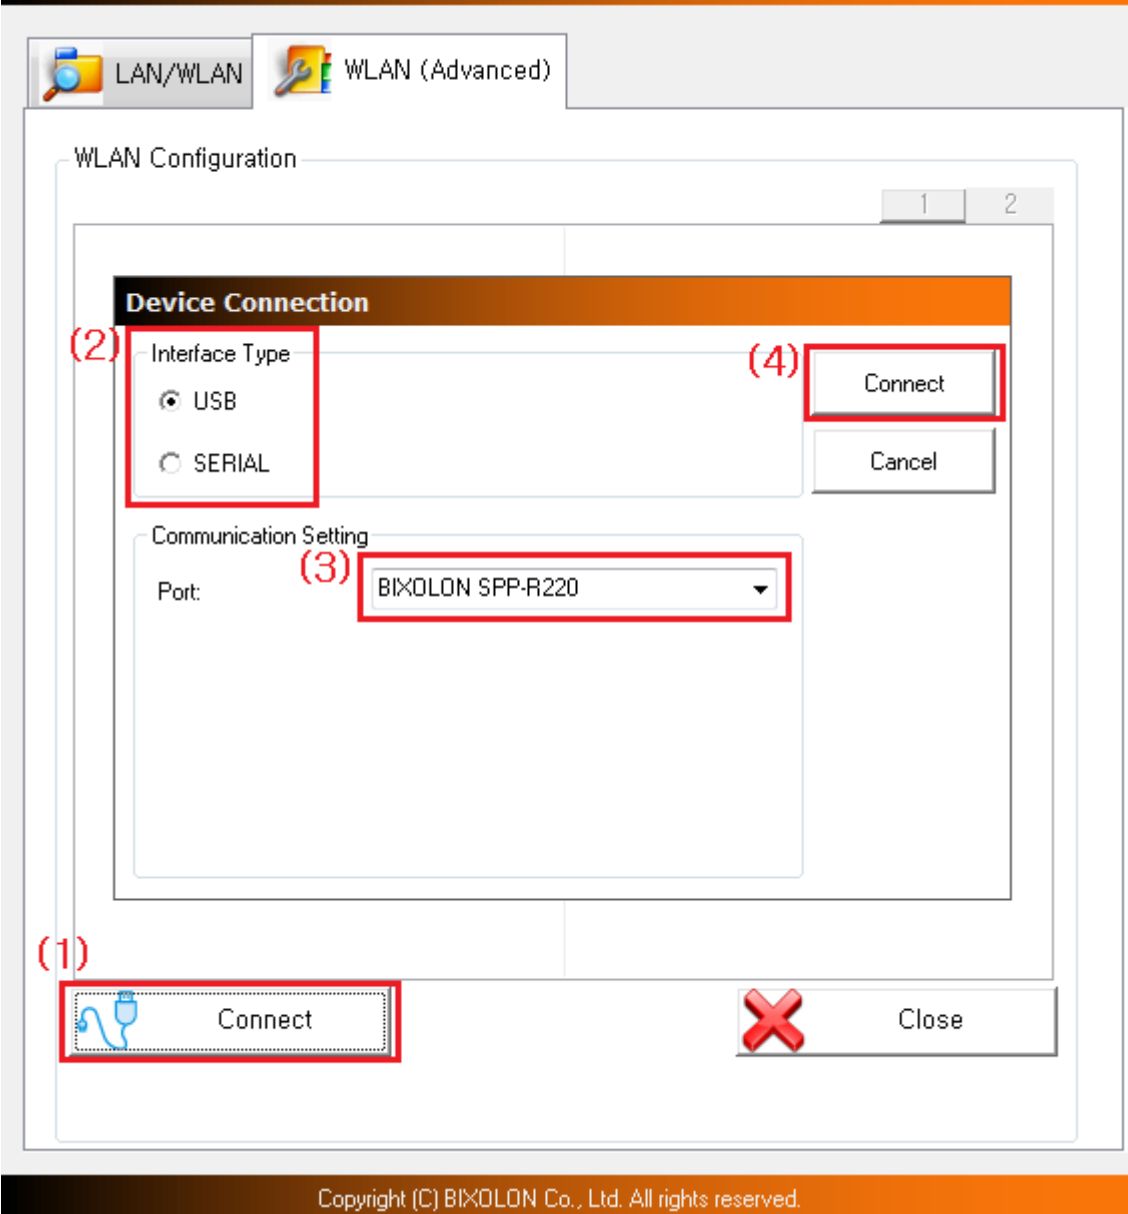 LAN/WLAN
WLAN (Advanced)
WLAN Configuration
1 2
Device Connection
(2)
Interface Type
USB
SERIAL
(4)
Connect
Cancel
Communication Setting
(3)
Port:
BIXOLON SPP-R220
(1)
Connect
Close
Copyright (C) BIXOLON Co., Ltd. All rights reserved.